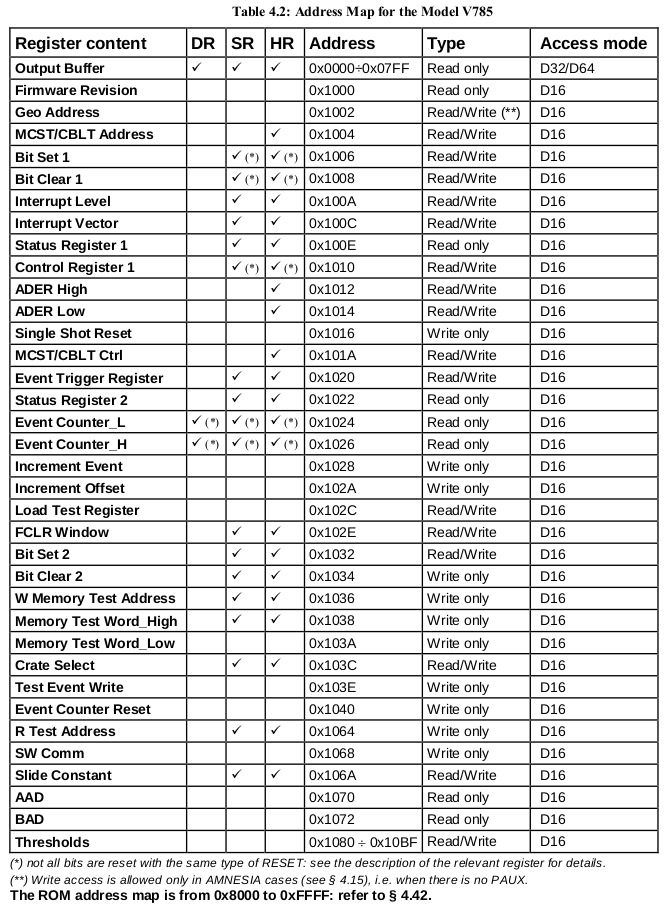 Table 4.2: Address Map for the Model V785
Register content DR SR HR Address Type Access mode
Output Buffer ✓ ✓ ✓ 0x0000÷0x07FF Read only D32/D64
Firmware Revision 0x1000 Read only D16
Geo Address 0x1002 Read/Write (**) D16
MCST/CBLT Address ✓ 0x1004 Read/Write D16
Bit Set 1 ✓ (*) ✓ (*) 0x1006 Read/Write D16
Bit Clear 1 ✓ (*) ✓ (*) 0x1008 Read/Write D16
Interrupt Level ✓ ✓ 0x100A Read/Write D16
Interrupt Vector ✓ ✓ 0x100C Read/Write D16
Status Register 1 ✓ ✓ 0x100E Read only D16
Control Register 1 ✓ (*) ✓ (*) 0x1010 Read/Write D16
ADER High ✓ 0x1012 Read/Write D16
ADER Low ✓ 0x1014 Read/Write D16
Single Shot Reset 0x1016 Write only D16
MCST/CBLT Ctrl ✓ 0x101A Read/Write D16
Event Trigger Register ✓ ✓ 0x1020 Read/Write D16
Status Register 2 ✓ ✓ 0x1022 Read only D16
Event Counter_L ✓ (*) ✓ (*) ✓ (*) 0x1024 Read only D16
Event Counter_H ✓ (*) ✓ (*) ✓ (*) 0x1026 Read only D16
Increment Event 0x1028 Write only D16
Increment Offset 0x102A Write only D16
Load Test Register 0x102C Read/Write D16
FCLR Window ✓ ✓ 0x102E Read/Write D16
Bit Set 2 ✓ ✓ 0x1032 Read/Write D16
Bit Clear 2 ✓ ✓ 0x1034 Write only D16
W Memory Test Address ✓ ✓ 0x1036 Write only D16
Memory Test Word_High ✓ ✓ 0x1038 Write only D16
Memory Test Word_Low 0x103A Write only D16
Crate Select ✓ ✓ 0x103C Read/Write D16
Test Event Write 0x103E Write only D16
Event Counter Reset 0x1040 Write only D16
R Test Address ✓ ✓ 0x1064 Write only D16
SW Comm 0x1068 Write only D16
Slide Constant ✓ ✓ 0x106A Read/Write D16
AAD 0x1070 Read only D16
BAD 0x1072 Read only D16
Thresholds 0x1080 ÷ 0x10BF Read/Write D16
(*) not all bits are reset with the same type of RESET: see the description of the relevant register for details.
(**) Write access is allowed only in AMNESIA cases (see § 4.15), i.e. when there is no PAUX.
The ROM address map is from 0x8000 to 0xFFFF: refer to § 4.42.